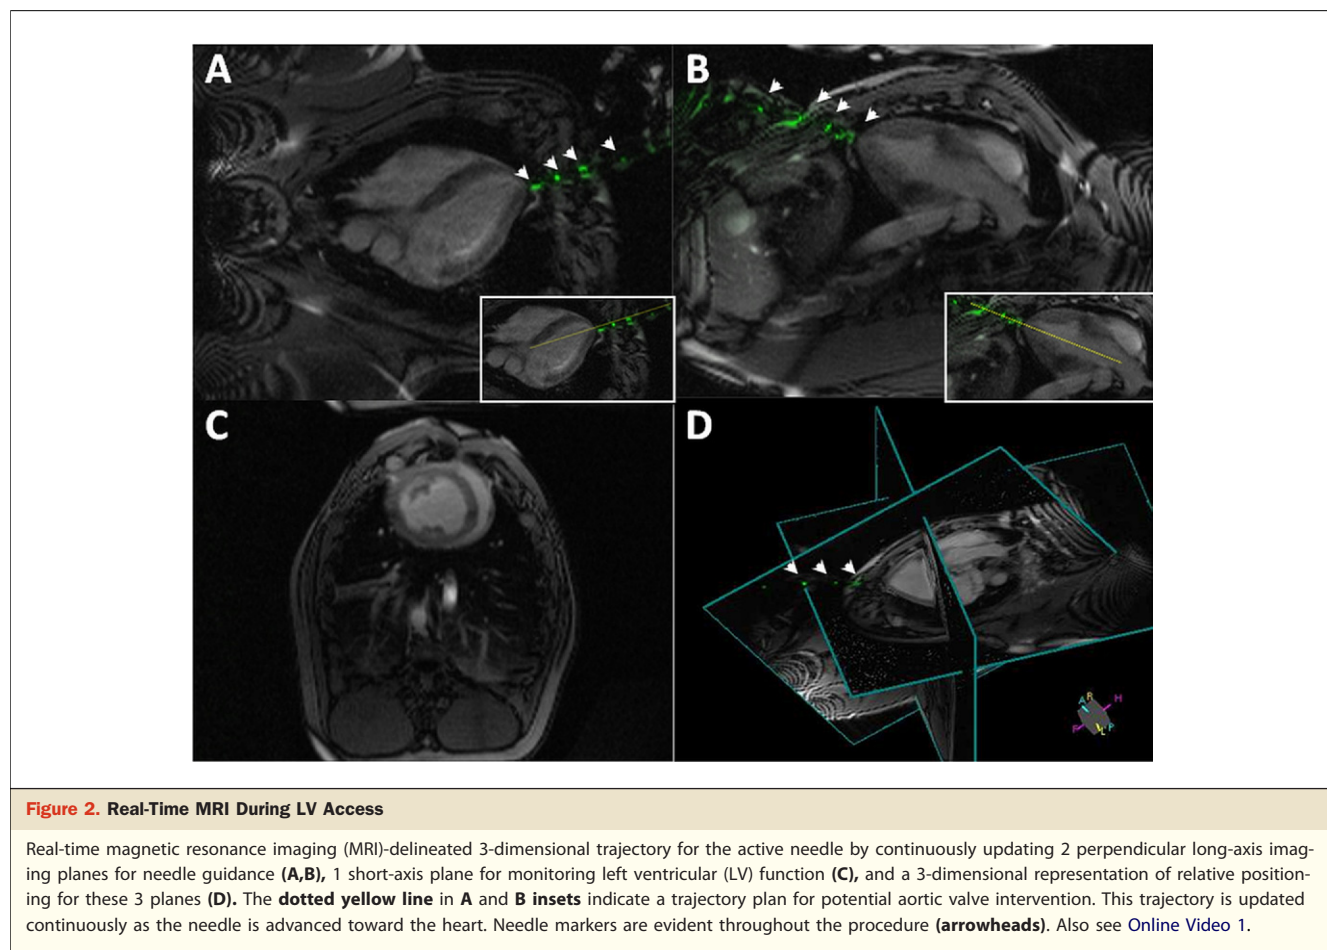 A
B
C
D
A
R
H
F
L
P
Figure 2. Real-Time MRI During LV Access
Real-time magnetic resonance imaging (MRI)-delineated 3-dimensional trajectory for the active needle by continuously updating 2 perpendicular long-axis imag-
ing planes for needle guidance (A,B), 1 short-axis plane for monitoring left ventricular (LV) function (C), and a 3-dimensional representation of relative position-
ing for these 3 planes (D). The dotted yellow line in A and B insets indicate a trajectory plan for potential aortic valve intervention. This trajectory is updated
continuously as the needle is advanced toward the heart. Needle markers are evident throughout the procedure (arrowheads). Also see Online Video 1.